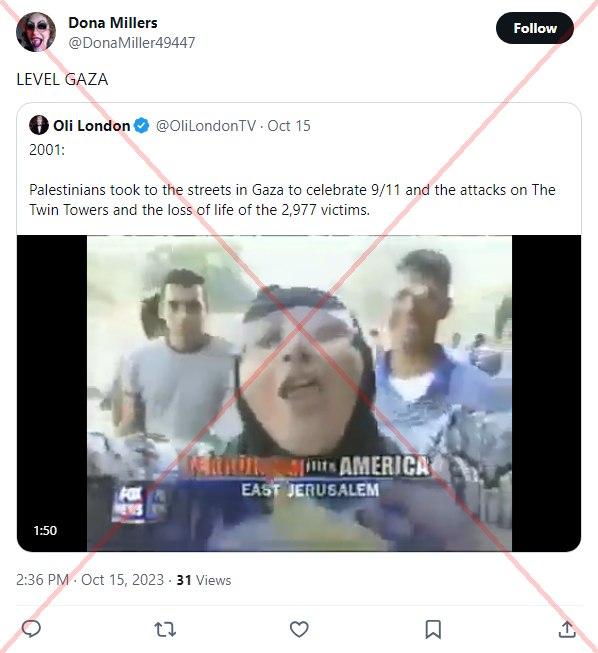 Dona Millers
@DonaMiller49447
Follow
LEVEL GAZA
Oli London @OliLondonTV · Oct 15
2001:
Palestinians took to the streets in Gaza to celebrate 9/11 and the attacks on The
Twin Towers and the loss of life of the 2,977 victims.
AMERICA
EAST JERUSALEM
FOX
NEWS
1:50
2:36 PM · Oct 15, 2023 · 31 Views